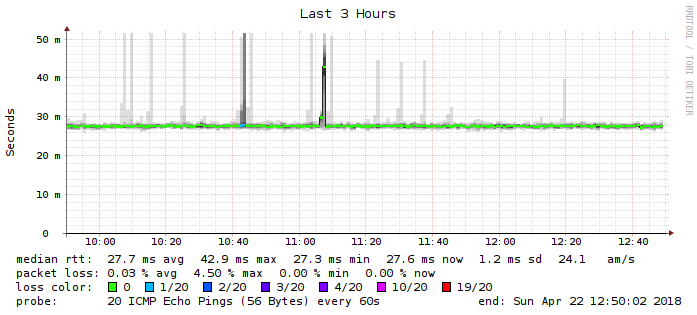 Last 3 Hours
RRDTOOL / TOBI OETIKER
Seconds
50 m
40 m
30 m
20 m
10 m
0
10:00 10:20 10:40 11:00 11:20 11:40 12:00 12:20 12:40
median rtt: 27.7 ms avg 42.9 ms max 27.3 ms min 27.6 ms now 1.2 ms sd 24.1 am/s
packet loss: 0.03 % avg 4.50 % max 0.00 % min 0.00 % now
loss color: 0 1/20 2/20 3/20 4/20 10/20 19/20
probe: 20 ICMP Echo Pings (56 Bytes) every 60s end: Sun Apr 22 12:50:02 2018